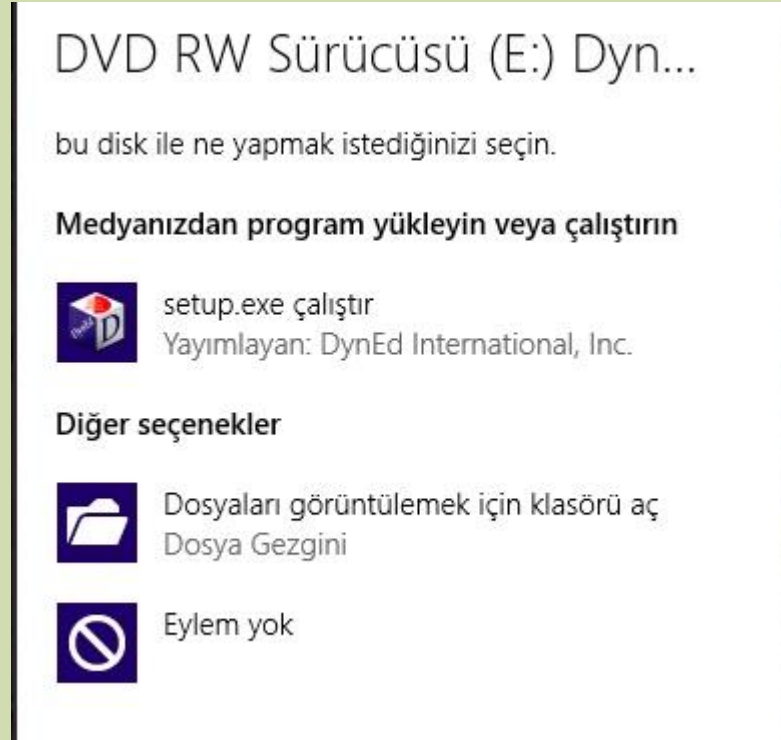 DVD RW Sürücüsü (E:) Dyn...
bu disk ile ne yapmak istediğinizi seçin.
Medyanızdan program yükleyin veya çalıştırın
setup.exe çalıştır
Yayımlayan: DynEd International, Inc.
Diğer seçenekler
Dosyaları görüntülemek için klasörü aç
Dosya Gezgini
Eylem yok